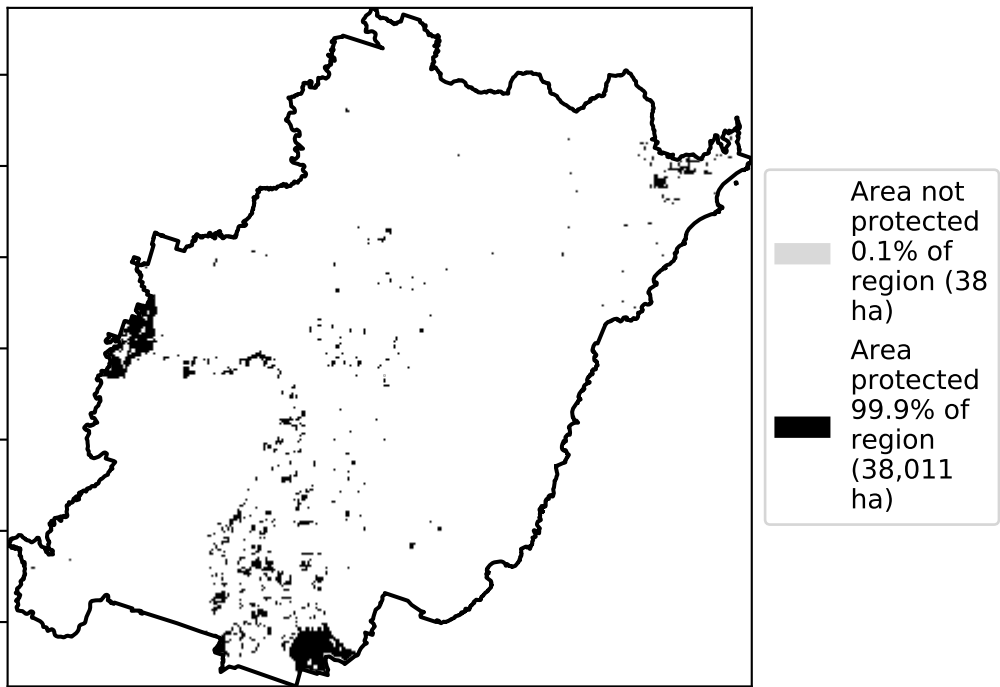 Area not
protected
0.1% of
region (38
ha)
Area
protected
99.9% of
region
(38,011
ha)